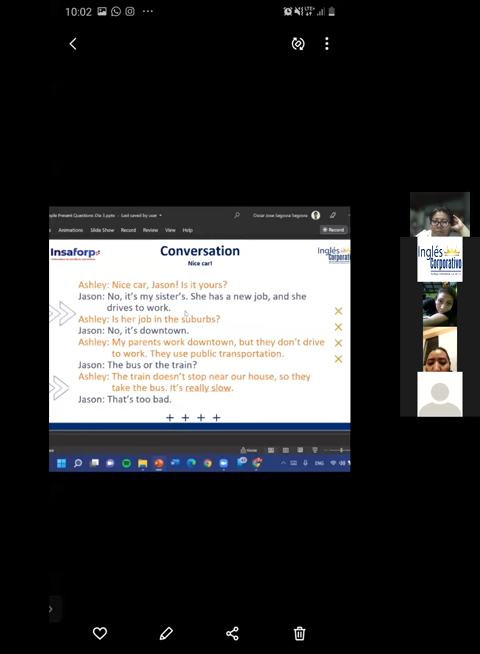 10:02
Oscar Jose Segovia Segovia
Animations Slide Show Record Review View Help
Record
Insaforp
Conversation
Nice car!
Inglés
Corporativo
Ashley: Nice car, Jason! Is it yours?
Jason: No, it's my sister's. She has a new job, and she
drives to work.
Ashley: Is her job in the suburbs?
Jason: No, it's downtown.
Ashley: My parents work downtown, but they don't drive
to work. They use public transportation.
Jason: The bus or the train?
Ashley: The train doesn't stop near our house, so they
take the bus. It's really slow.
Jason: That's too bad.
ENG
Inglés
Corporativo